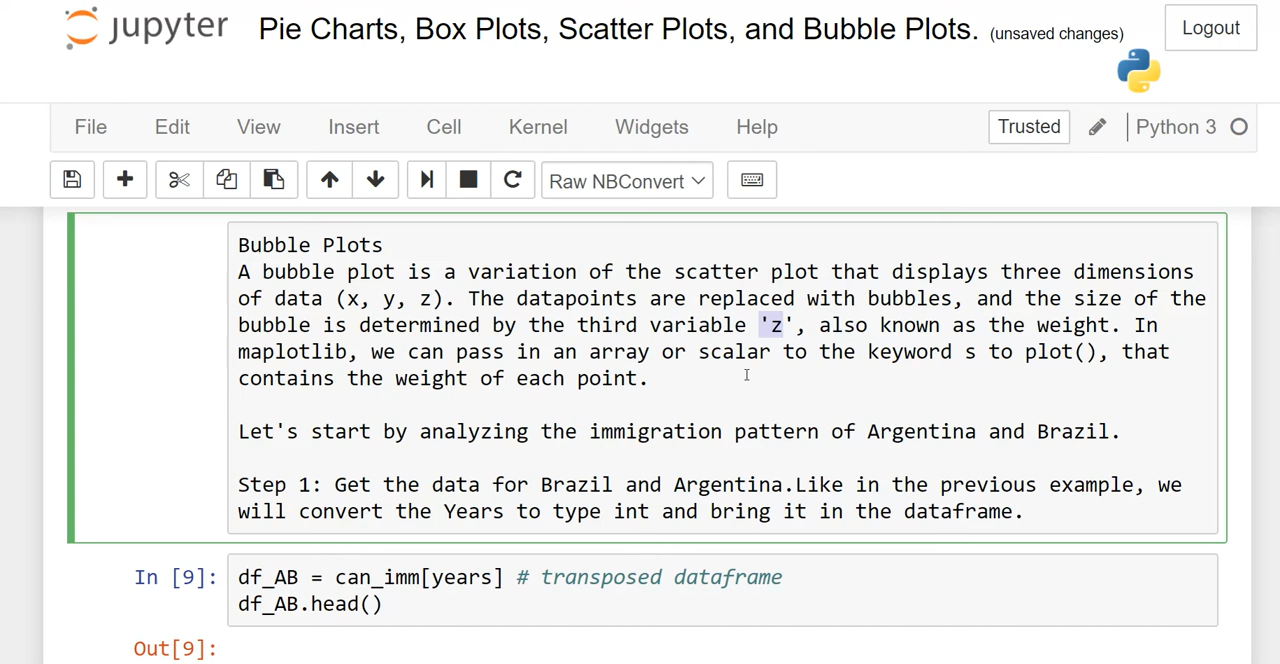 jupyter Pie Charts, Box Plots, Scatter Plots, and Bubble Plots. (unsaved changes) Logout
File Edit View Insert Cell Kernel Widgets Help Trusted Python 3
Raw NBConvert
Bubble Plots
A bubble plot is a variation of the scatter plot that displays three dimensions
of data (x, y, z). The datapoints are replaced with bubbles, and the size of the
bubble is determined by the third variable 'z', also known as the weight. In
maplotlib, we can pass in an array or scalar to the keyword s to plot(), that
contains the weight of each point.
Let's start by analyzing the immigration pattern of Argentina and Brazil.
Step 1: Get the data for Brazil and Argentina.Like in the previous example, we
will convert the Years to type int and bring it in the dataframe.
In [9]: df_AB = can_imm[years] # transposed dataframe
df_AB.head()
Out[9]: